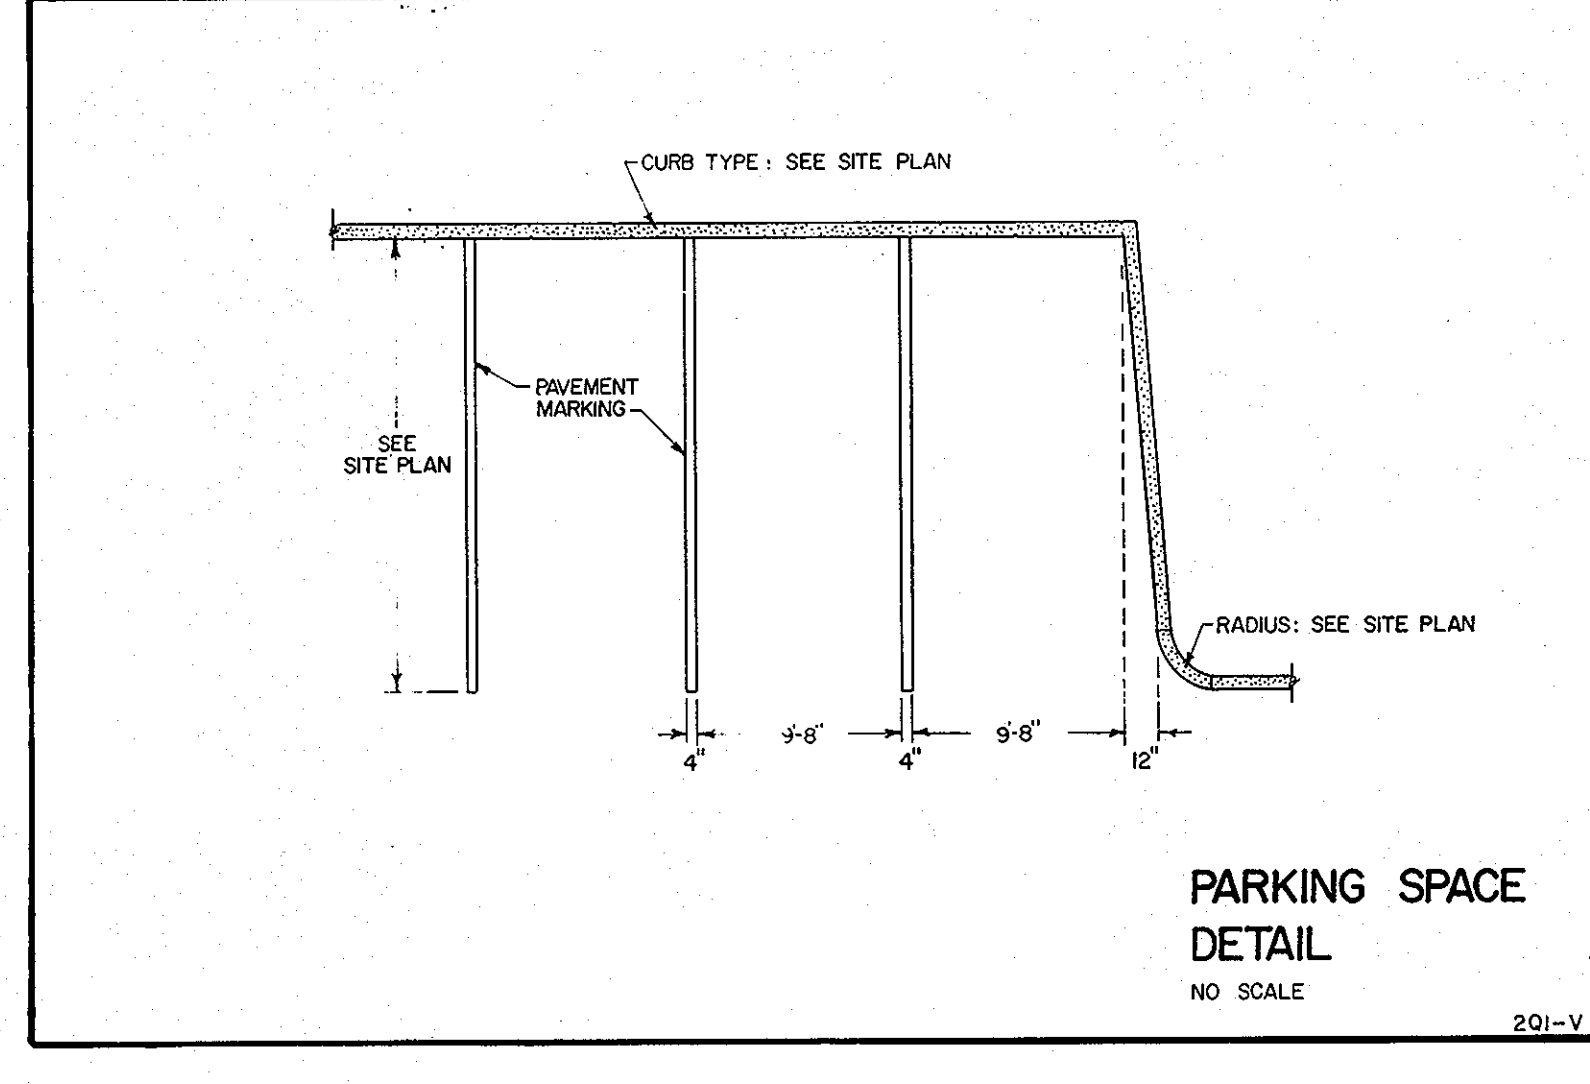 CURB TYPE: SEE SITE PLAN
PAVEMENT
MARKING
SEE
SITE PLAN
RADIUS: SEE SITE PLAN
9'-8"
9'-8"
4"
4"
12"
PARKING SPACE
DETAIL
NO SCALE
2Q1-V